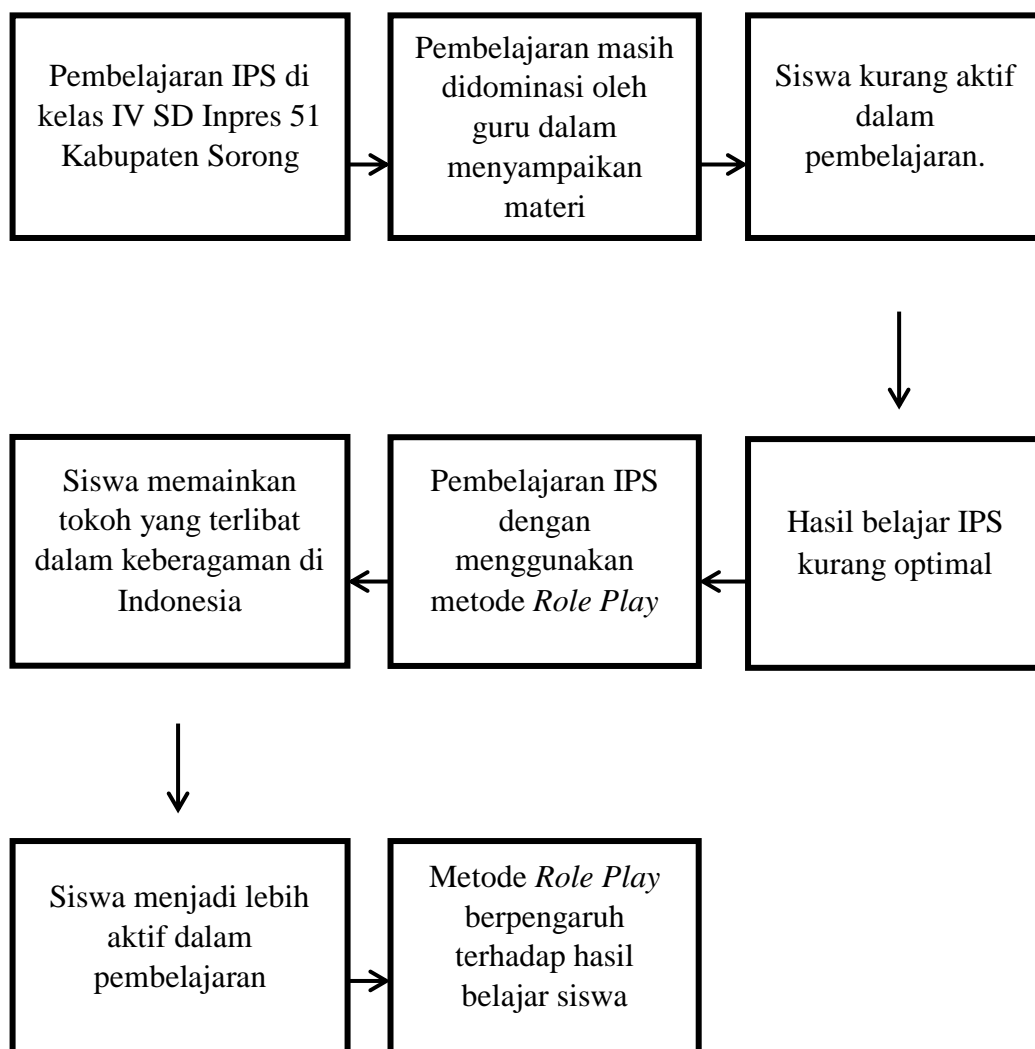 Pembelajaran IPS di
kelas IV SD Inpres 51
Kabupaten Sorong
Pembelajaran masih
didominasi oleh
guru dalam
menyampaikan
materi
Siswa kurang aktif
dalam
pembelajaran.
Hasil belajar IPS
kurang optimal
Pembelajaran IPS
dengan
menggunakan
metode Role Play
Siswa memainkan
tokoh yang terlibat
dalam keberagaman di
Indonesia
Siswa menjadi lebih
aktif dalam
pembelajaran
Metode Role Play
berpengaruh
terhadap hasil
belajar siswa